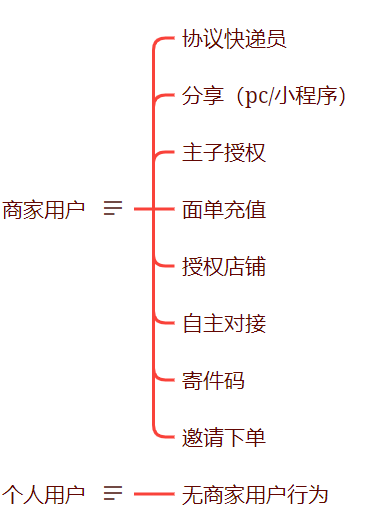 协议快递员
分享（pc/小程序）
主子授权
商家用户
面单充值
授权店铺
自主对接
寄件码
邀请下单
个人用户
无商家用户行为